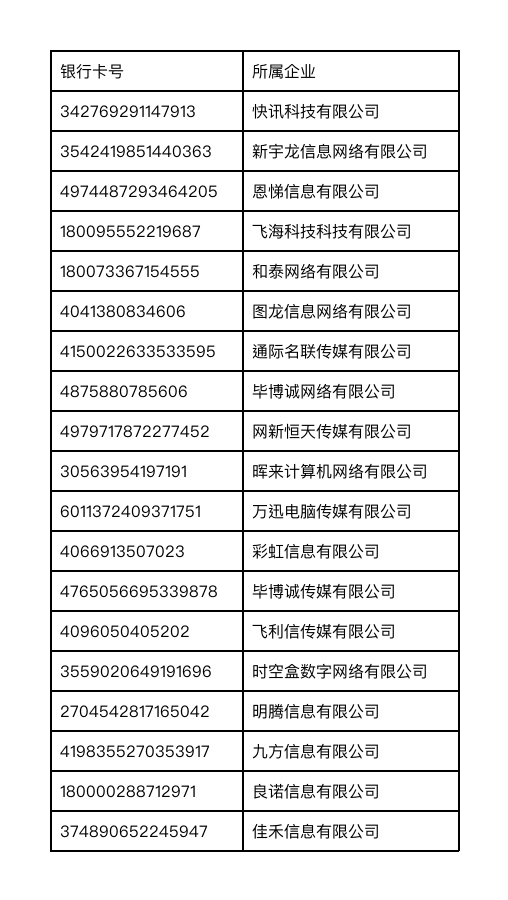 银行卡号 所属企业
342769291147913 快讯科技有限公司
3542419851440363 新宇龙信息网络有限公司
4974487293464205 恩悌信息有限公司
180095552219687 飞海科技科技有限公司
180073367154555 和泰网络有限公司
4041380834606 图龙信息网络有限公司
4150022633533595 通际名联传媒有限公司
4875880785606 毕博诚网络有限公司
4979717872277452 网新恒天传媒有限公司
30563954197191 晖来计算机网络有限公司
6011372409371751 万迅电脑传媒有限公司
4066913507023 彩虹信息有限公司
4765056695339878 毕博诚传媒有限公司
4096050405202 飞利信传媒有限公司
3559020649191696 时空盒数字网络有限公司
2704542817165042 明腾信息有限公司
4198355270353917 九方信息有限公司
180000288712971 良诺信息有限公司
374890652245947 佳禾信息有限公司